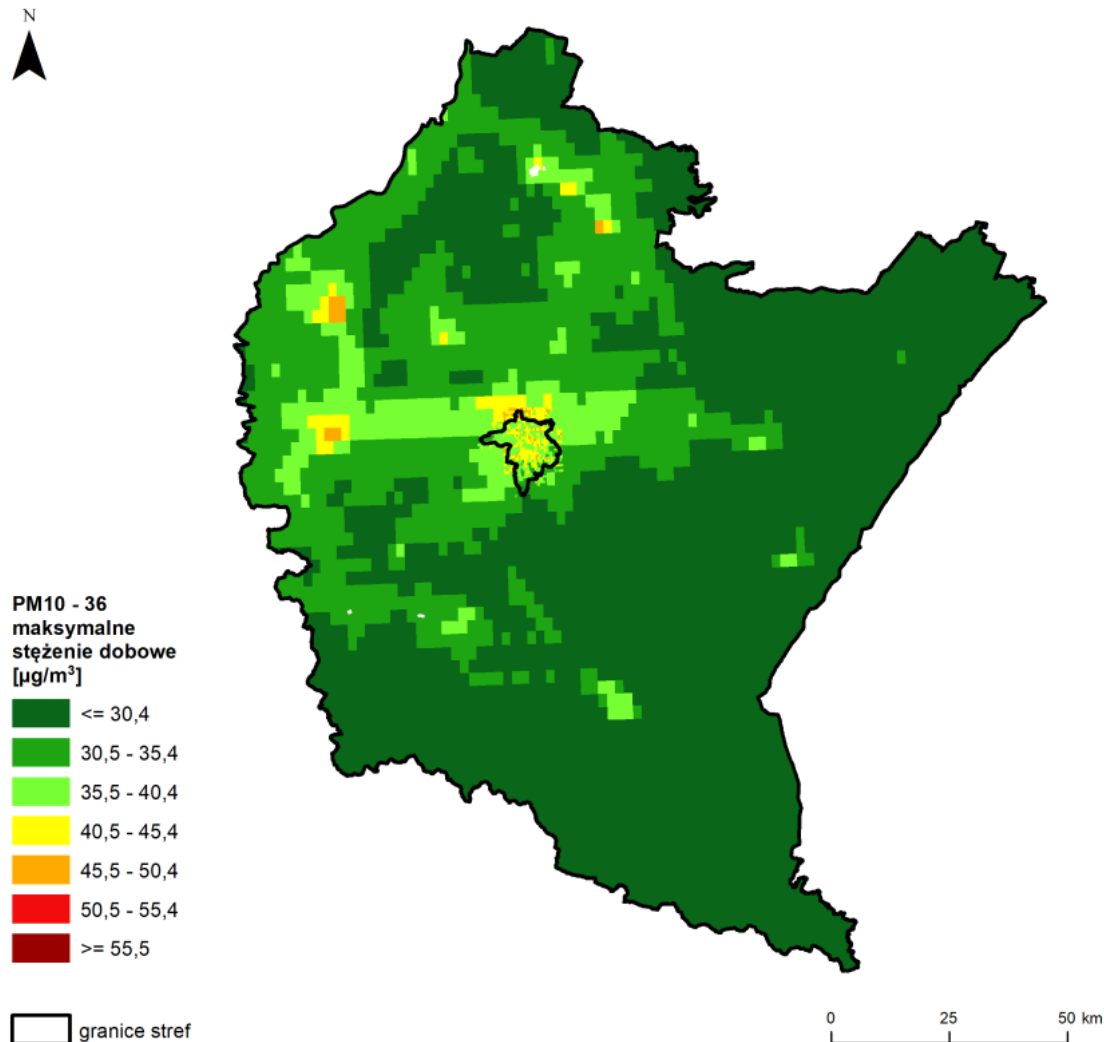 N
PM10 - 36
maksymalne
stężenie dobowe
[µg/m³]
<= 30,4
30,5 - 35,4
35,5 - 40,4
40,5 - 45,4
45,5 - 50,4
50,5 - 55,4
>= 55,5
granice stref
0 25 50 km